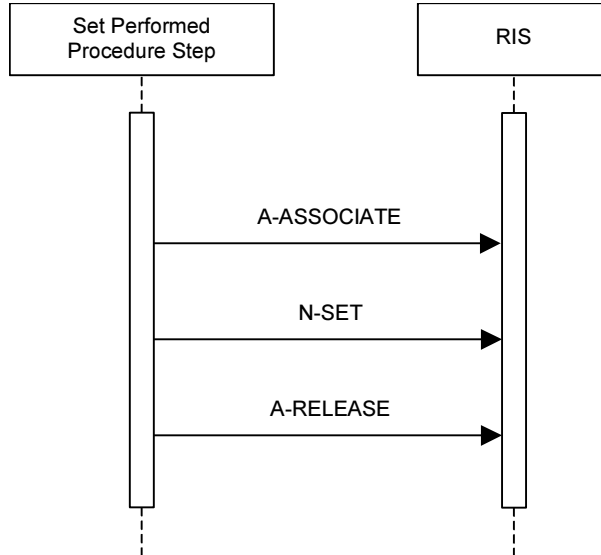 Set Performed
Procedure Step
RIS
A-ASSOCIATE
N-SET
A-RELEASE